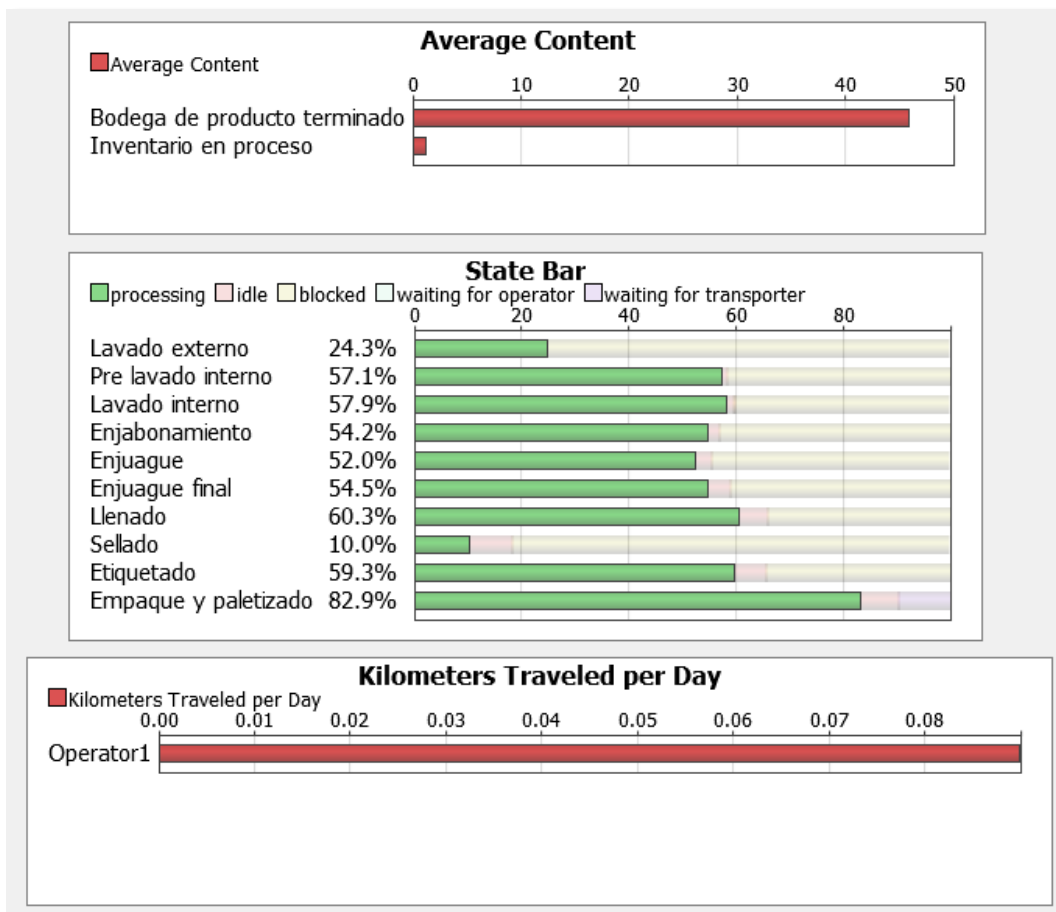 Average Content
Average Content
0 10 20 30 40 50
Bodega de producto terminado
Inventario en proceso
State Bar
processing idle blocked waiting for operator waiting for transporter
0 20 40 60 80
Lavado externo 24.3%
Pre lavado interno 57.1%
Lavado interno 57.9%
Enjabonamiento 54.2%
Enjuague 52.0%
Enjuague final 54.5%
Llenado 60.3%
Sellado 10.0%
Etiquetado 59.3%
Empaque y paletizado 82.9%
Kilometers Traveled per Day
Kilometers Traveled per Day
0.00 0.01 0.02 0.03 0.04 0.05 0.06 0.07 0.08
Operator1